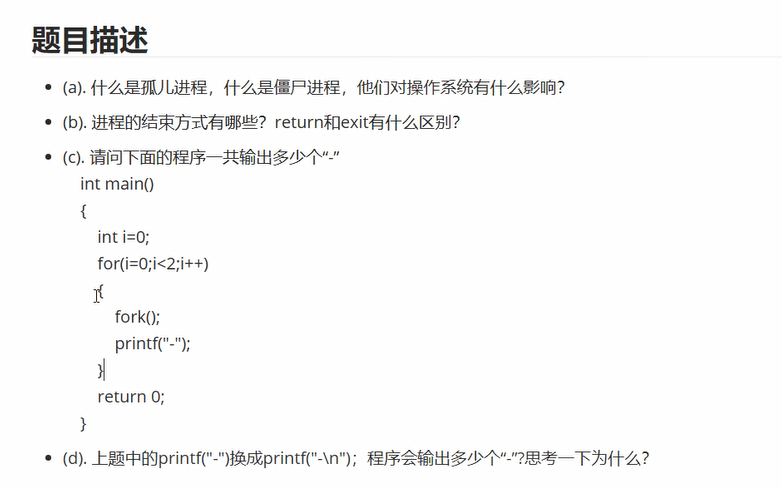 题目描述
(a). 什么是孤儿进程，什么是僵尸进程，他们对操作系统有什么影响？
(b). 进程的结束方式有哪些？return和exit有什么区别？
(c). 请问下面的程序一共输出多少个“-”
int main()
{
int i=0;
for(i=0;i<2;i++)
{
fork();
printf("-");
}
return 0;
}
(d). 上题中的printf("-")换成printf("-\n"); 程序会输出多少个“-”?思考一下为什么？